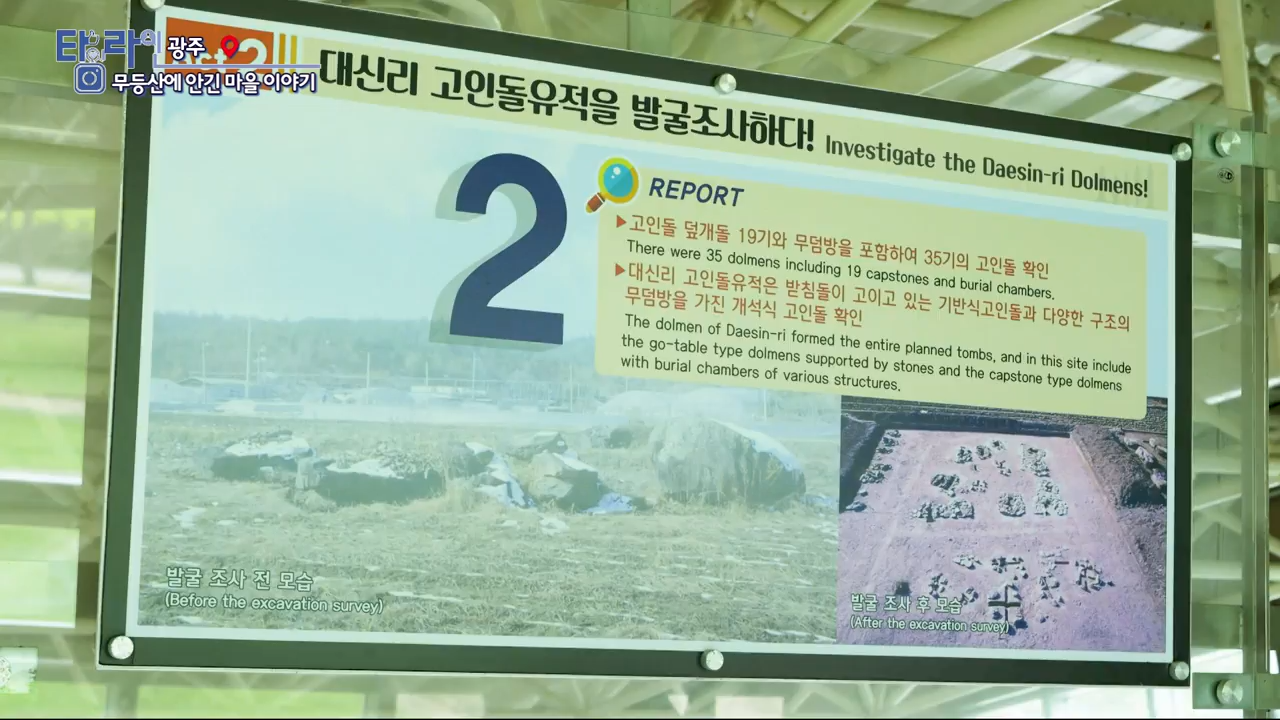 광주
무등산에 안긴 마을 이야기
대신리 고인돌유적을 발굴조사하다! Investigate the Daesin-ri Dolmens!
2
REPORT
▶고인돌 덮개돌 19기와 무덤방을 포함하여 35기의 고인돌 확인
There were 35 dolmens including 19 capstones and burial chambers.
▶대신리 고인돌유적은 받침돌이 고이고 있는 기반식고인돌과 다양한 구조의
무덤방을 가진 개석식 고인돌 확인
The dolmen of Daesin-ri formed the entire planned tombs, and in this site include
the go-table type dolmens supported by stones and the capstone type dolmens
with burial chambers of various structures.
발굴 조사 전 모습
(Before the excavation survey)
발굴 조사 후 모습
(After the excavation survey)